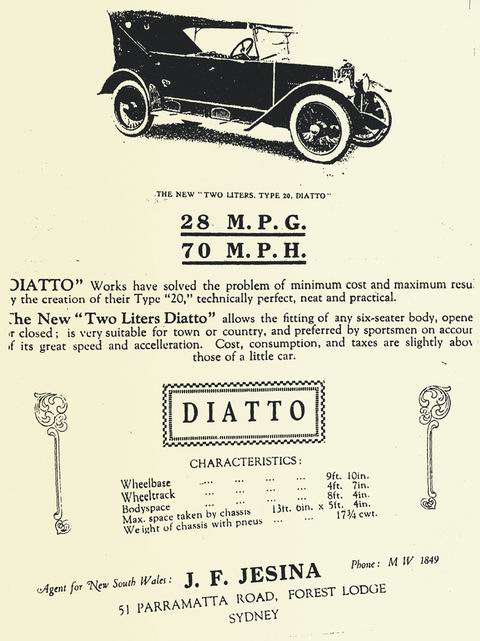 THE NEW "TWO LITERS. TYPE 20, DIATTO"
28 M.P.G.
70 M.P.H.
DIATTO" Works have solved the problem of minimum cost and maximum resu
y the creation of their Type "20," technically perfect, neat and practical.
The New "Two Liters Diatto" allows the fitting of any six-seater body, opene
r closed; is very suitable for town or country, and preferred by sportsmen on accoun
f its great speed and accelleration. Cost, consumption, and taxes are slightly abov
those of a little car.
DIATTO
CHARACTERISTICS:
Wheelbase ... ... ... ... 9ft. 10in.
Wheeltrack ... ... ... ... 4ft. 7in.
Bodyspace ... ... ... ... 8ft. 4in.
Max. space taken by chassis 13ft. 6in. x 5ft. 4in.
Weight of chassis with pneus ... ... 17¾ cwt.
Agent for New South Wales: J. F. JESINA Phone: M W 1849
51 PARRAMATTA ROAD, FOREST LODGE
SYDNEY